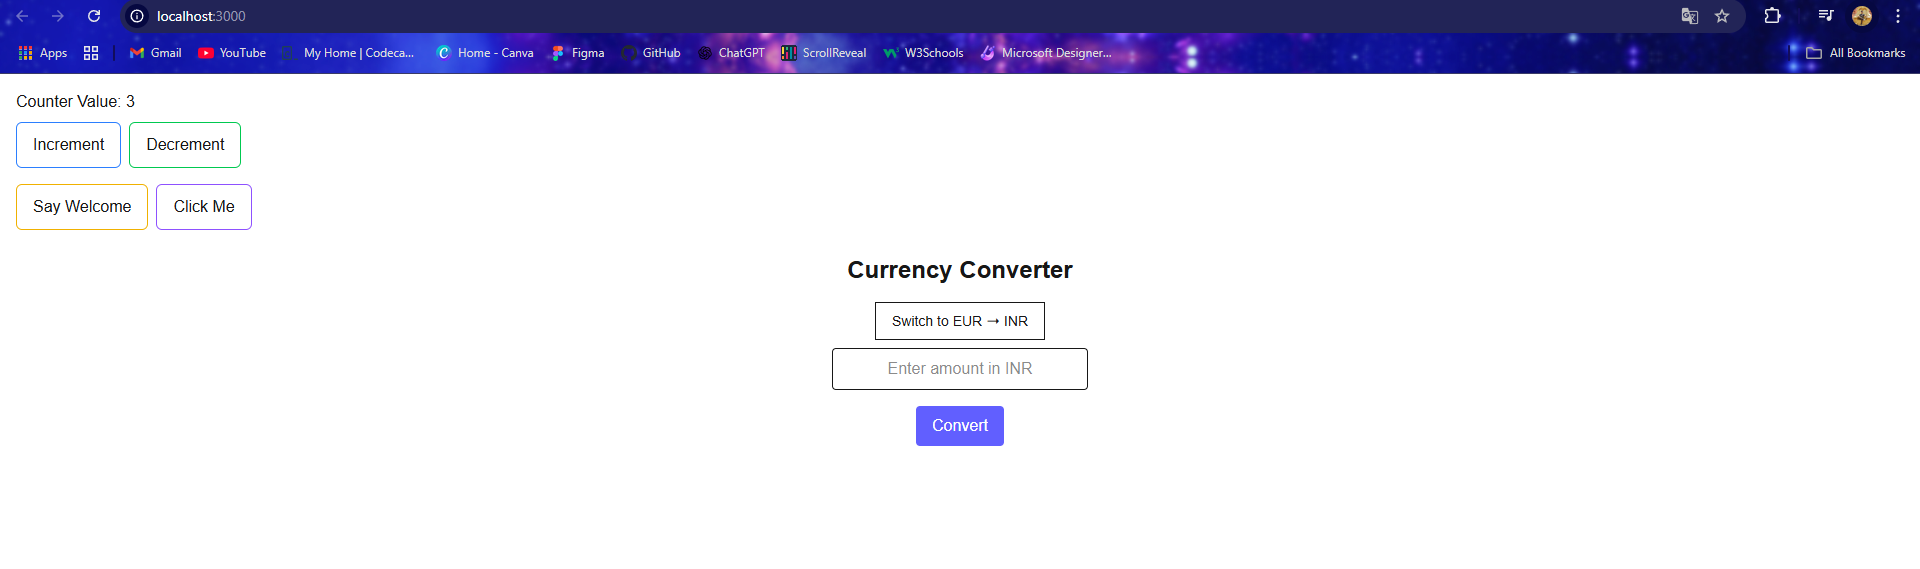 localhost:3000
Apps Gmail YouTube My Home | Codeca... Home - Canva Figma GitHub ChatGPT ScrollReveal W3Schools Microsoft Designer... All Bookmarks
Counter Value: 3
Increment Decrement
Say Welcome Click Me
Currency Converter
Switch to EUR → INR
Enter amount in INR
Convert